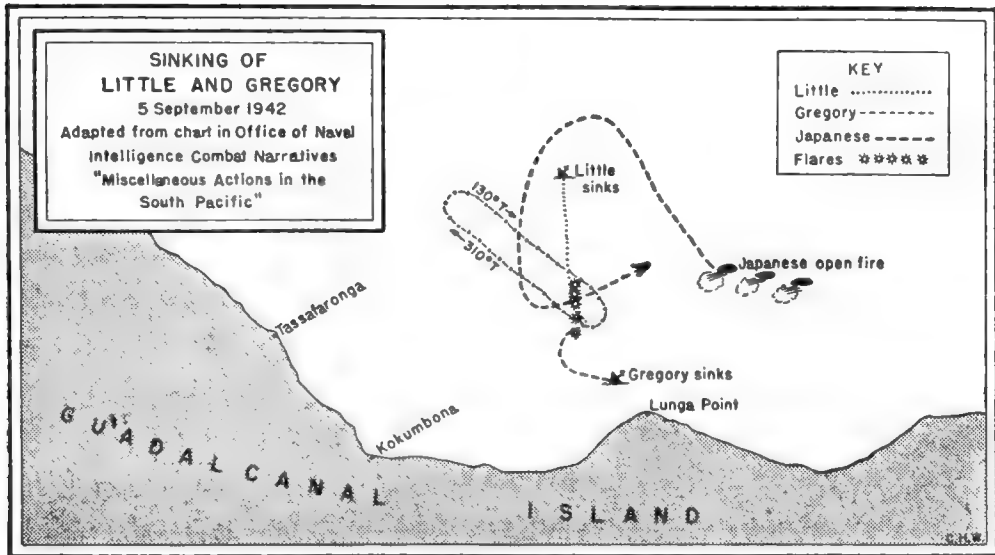 SINKING OF
LITTLE AND GREGORY
5 September 1942
Adapted from chart in Office of Naval
Intelligence Combat Narratives
"Miscellaneous Actions in the
South Pacific"
KEY
Little
Gregory
Japanese
Flares
Little sinks
130°T
310°T
Japanese open fire
Tassafaronga
Gregory sinks
Lunga Point
Kokumbona
GUADALCANAL ISLAND
C.H.W.